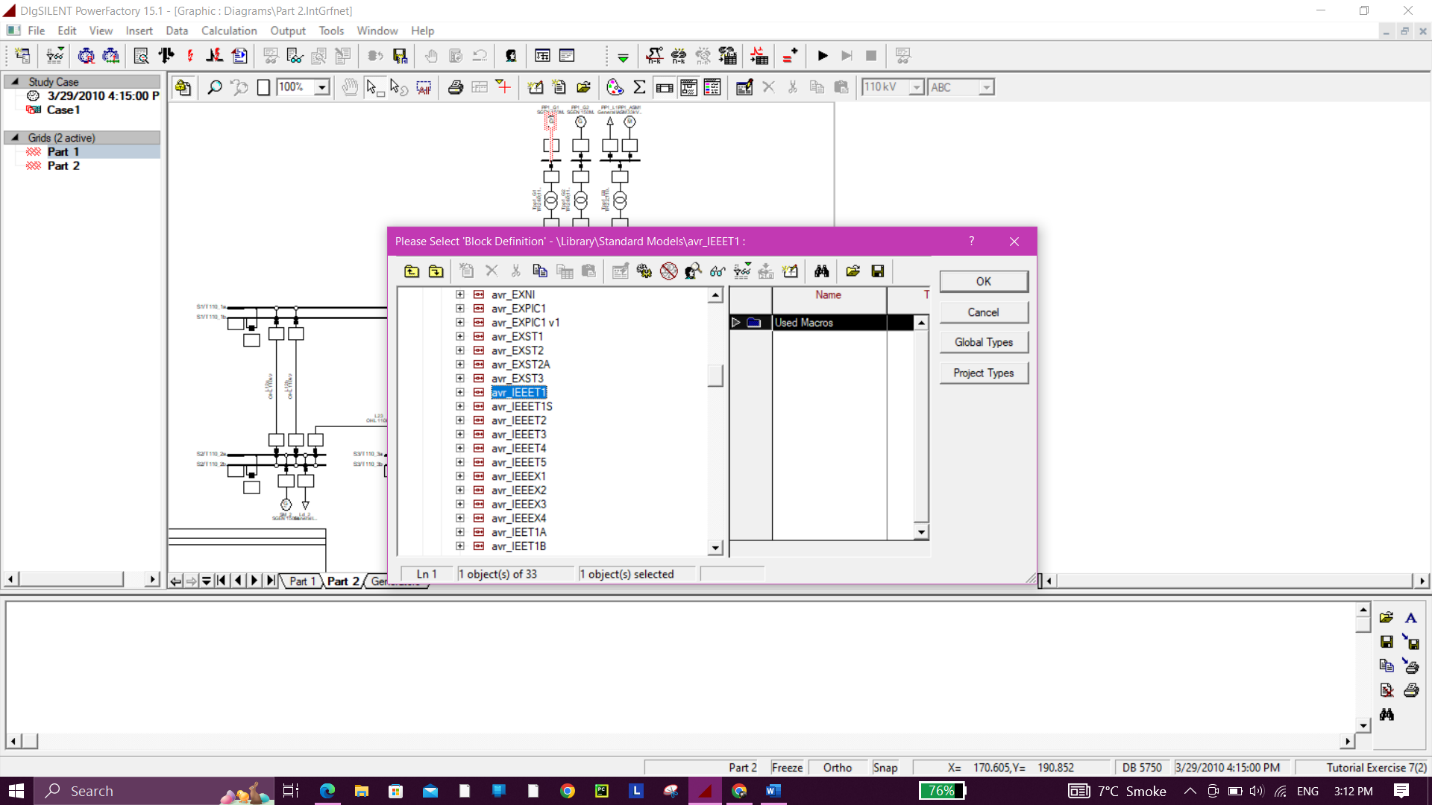 DIgSILENT PowerFactory 15.1 - [Graphic : Diagrams\Part 2.IntGrfnet]
File Edit View Insert Data Calculation Output Tools Window Help
100%
110 kV
ABC
Study Case
3/29/2010 4:15:00 P
Case1
Grids (2 active)
Part 1
Part 2
Please Select 'Block Definition' - \Library\Standard Models\avr_IEEET1 :
?
avr_EXNI
avr_EXPIC1
avr_EXPIC1 v1
avr_EXST1
avr_EXST2
avr_EXST2A
avr_EXST3
avr_IEEET1
avr_IEEET1S
avr_IEEET2
avr_IEEET3
avr_IEEET4
avr_IEEET5
avr_IEEEX1
avr_IEEEX2
avr_IEEEX3
avr_IEEEX4
avr_IEET1A
avr_IEET1B
Name T
Used Macros
OK
Cancel
Global Types
Project Types
Ln 1 1 object(s) of 33 1 object(s) selected
Part 1 Part 2
Part 2 Freeze Ortho Snap X= 170.605,Y= 190.852 DB 5750 3/29/2010 4:15:00 PM Tutorial Exercise 7(2)
Search
76%
7°C Smoke
ENG 3:12 PM